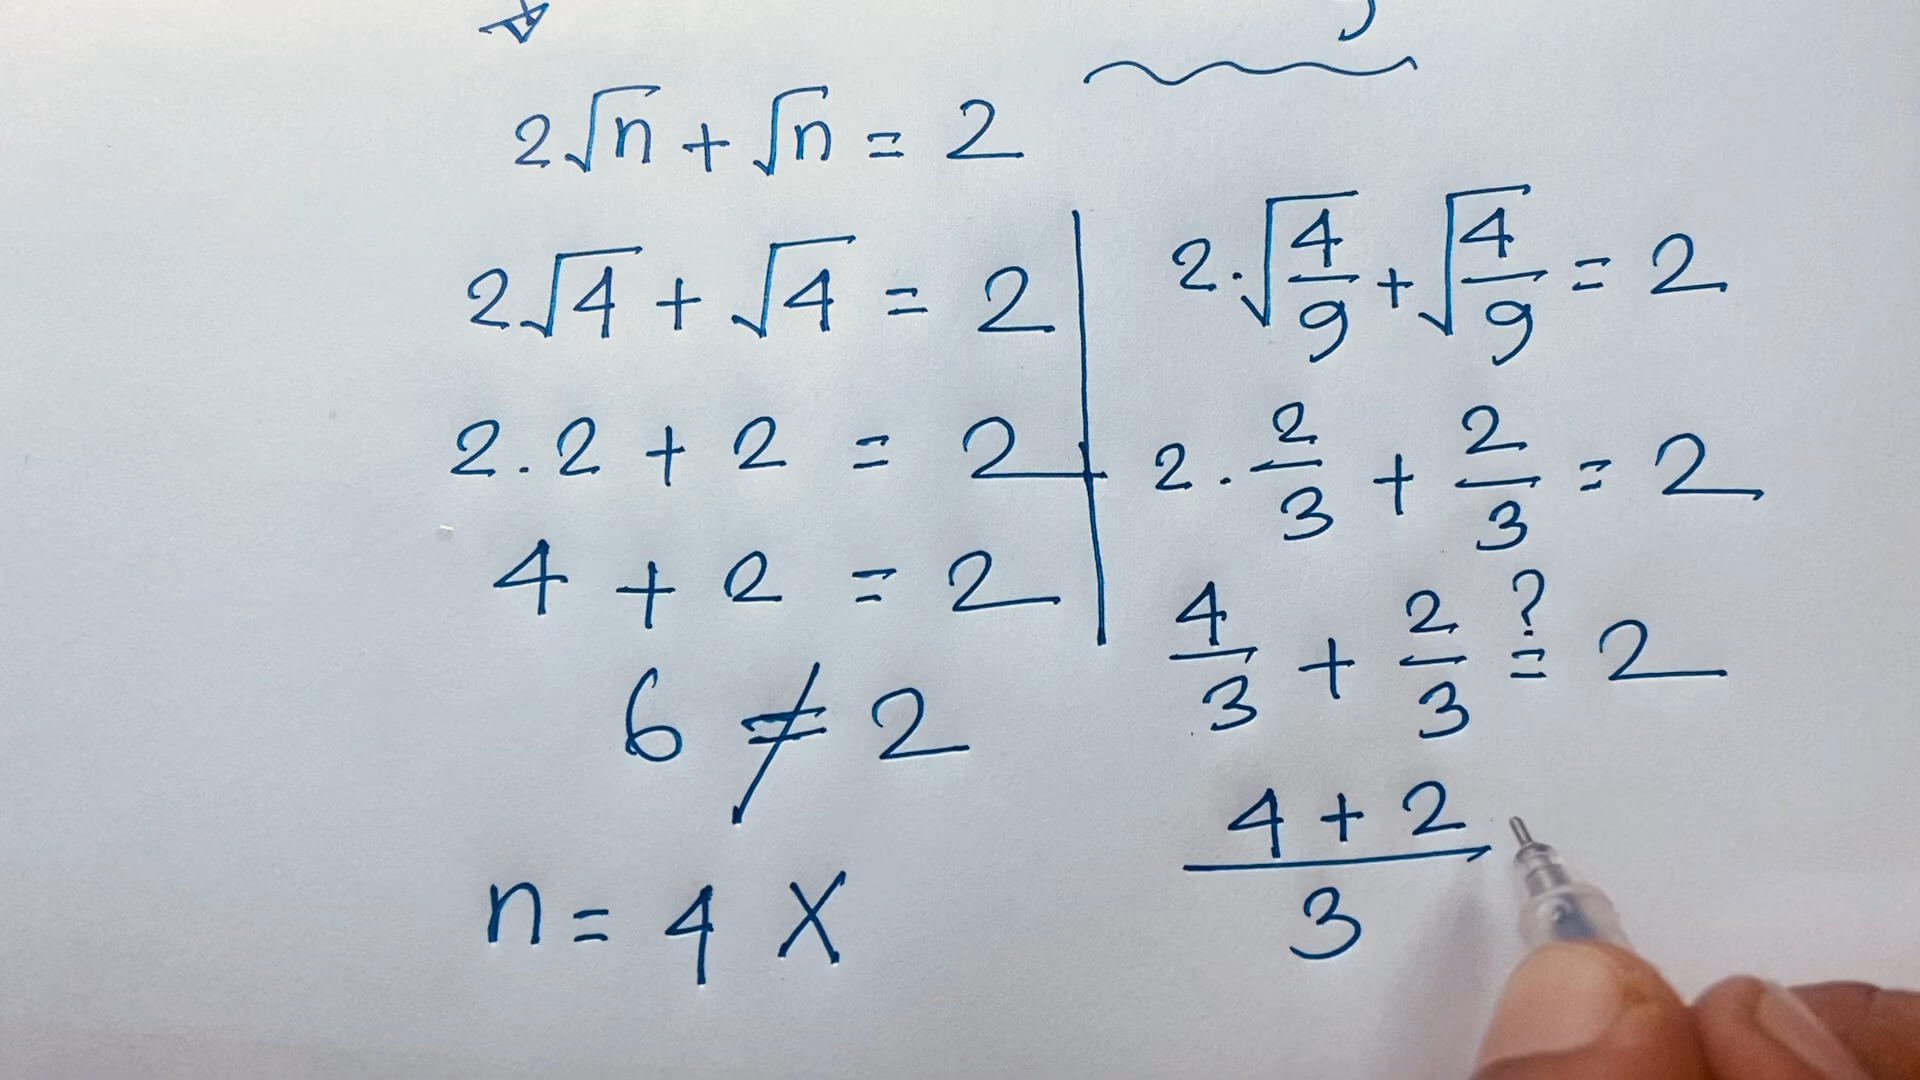 2√n + √n = 2
2√4 + √4 = 2
2.2 + 2 = 2
4 + 2 = 2
6 ≠ 2
n = 4 X
2·√(4/9) + √(4/9) = 2
2·2/3 + 2/3 = 2
4/3 + 2/3 ≟ 2
(4 + 2)/3